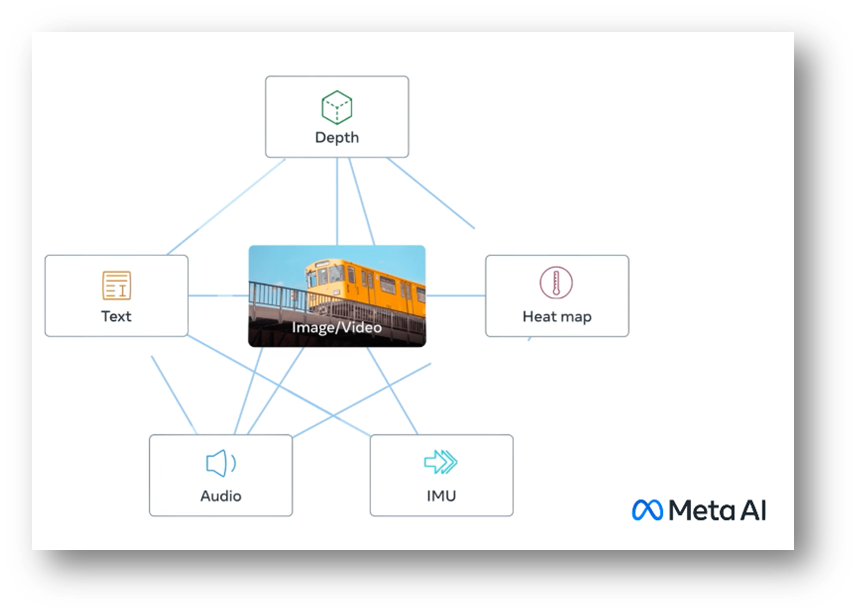 Depth
Text
Image/Video
Heat map
Audio
IMU
Meta AI